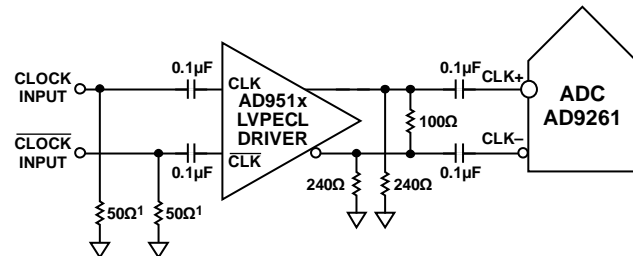 0.1µF
0.1µF
CLOCK
INPUT
CLK
CLK+
AD951x
LVPECL
DRIVER
ADC
AD9261
100Ω
CLOCK
INPUT
CLK
CLK–
0.1µF
0.1µF
240Ω
240Ω
50Ω¹
50Ω¹